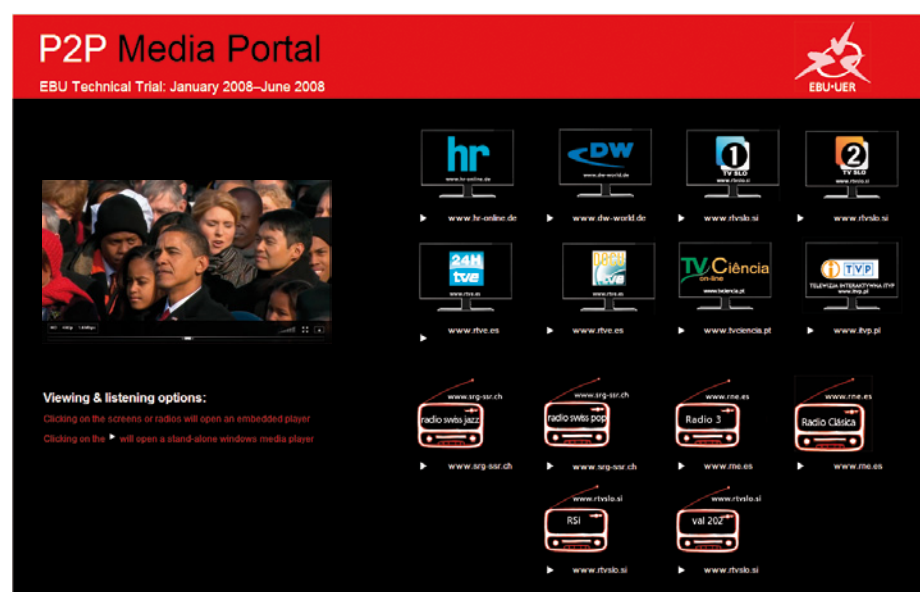 P2P Media Portal
EBU Technical Trial: January 2008–June 2008
EBU·UER
hr
www.hr-online.de
DW
www.dw-world.de
1
TV SLO
www.rtvslo.si
2
TV SLO
www.rtvslo.si
www.hr-online.de
www.dw-world.de
www.rtvslo.si
www.rtvslo.si
24H
tve
www.rtve.es
DOCU
tve
www.rtve.es
TV Ciência
on-line
www.tvciencia.pt
iTVP
TELEWIZJA INTERAKTYWNA ITVP
www.itvp.pl
www.rtve.es
www.rtve.es
www.tvciencia.pt
www.itvp.pl
Viewing & listening options:
Clicking on the screens or radios will open an embedded player
Clicking on the ▶ will open a stand-alone windows media player
www.srg-ssr.ch
radio swiss jazz
www.srg-ssr.ch
radio swiss pop
www.rne.es
Radio 3
www.rne.es
Radio Clásica
www.srg-ssr.ch
www.srg-ssr.ch
www.rne.es
www.rne.es
www.rtvslo.si
RSI
www.rtvslo.si
val 202
www.rtvslo.si
www.rtvslo.si